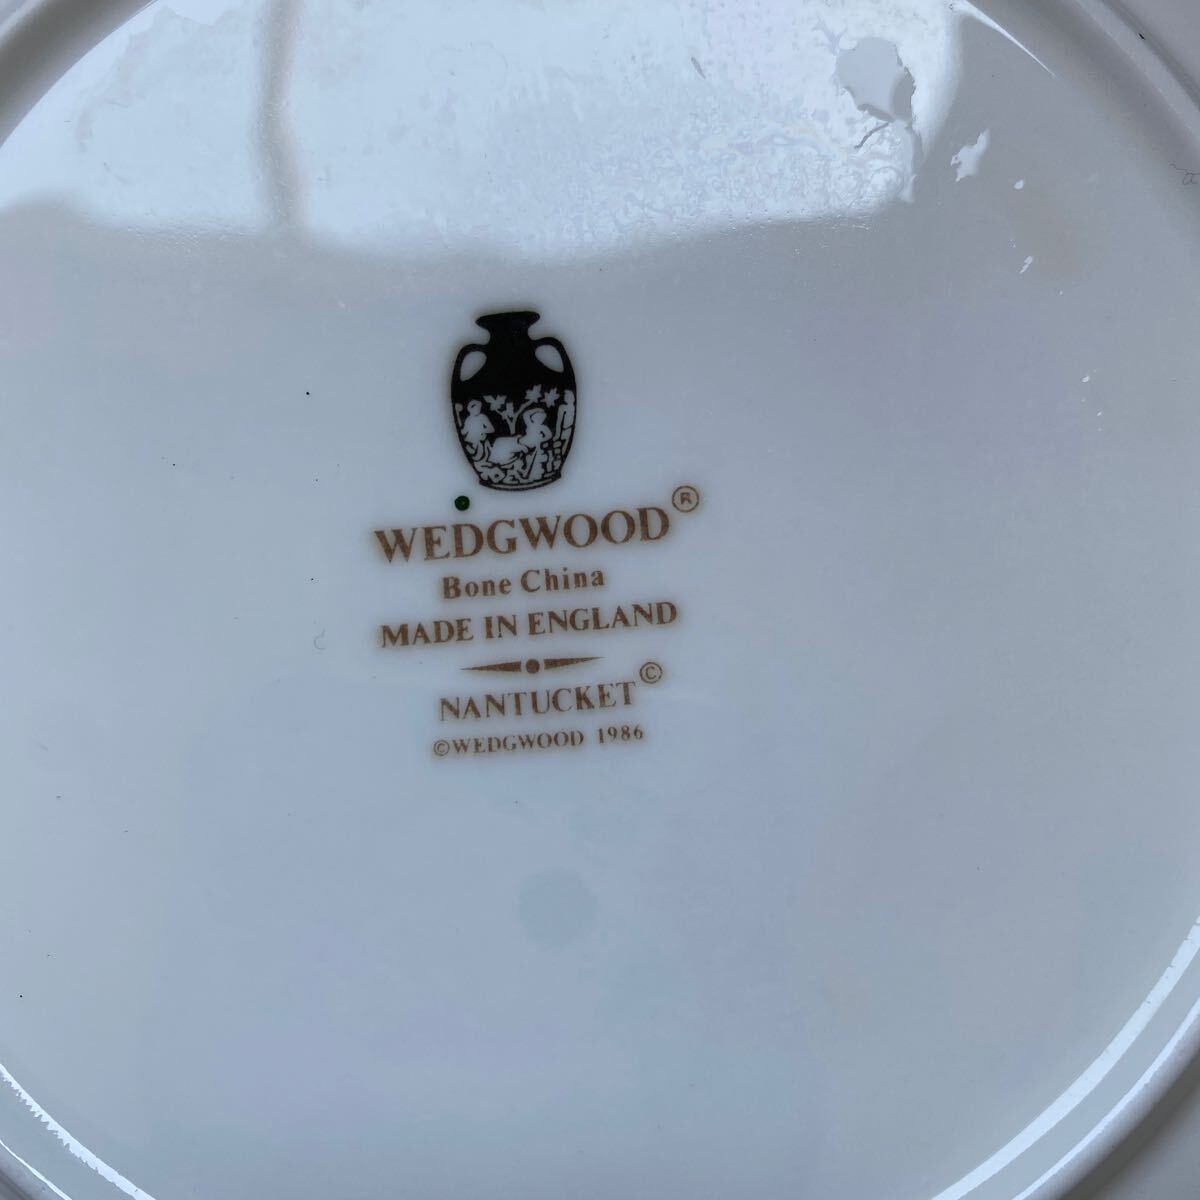 WEDGWOOD®
Bone China
MADE IN ENGLAND
NANTUCKET©
©WEDGWOOD 1986